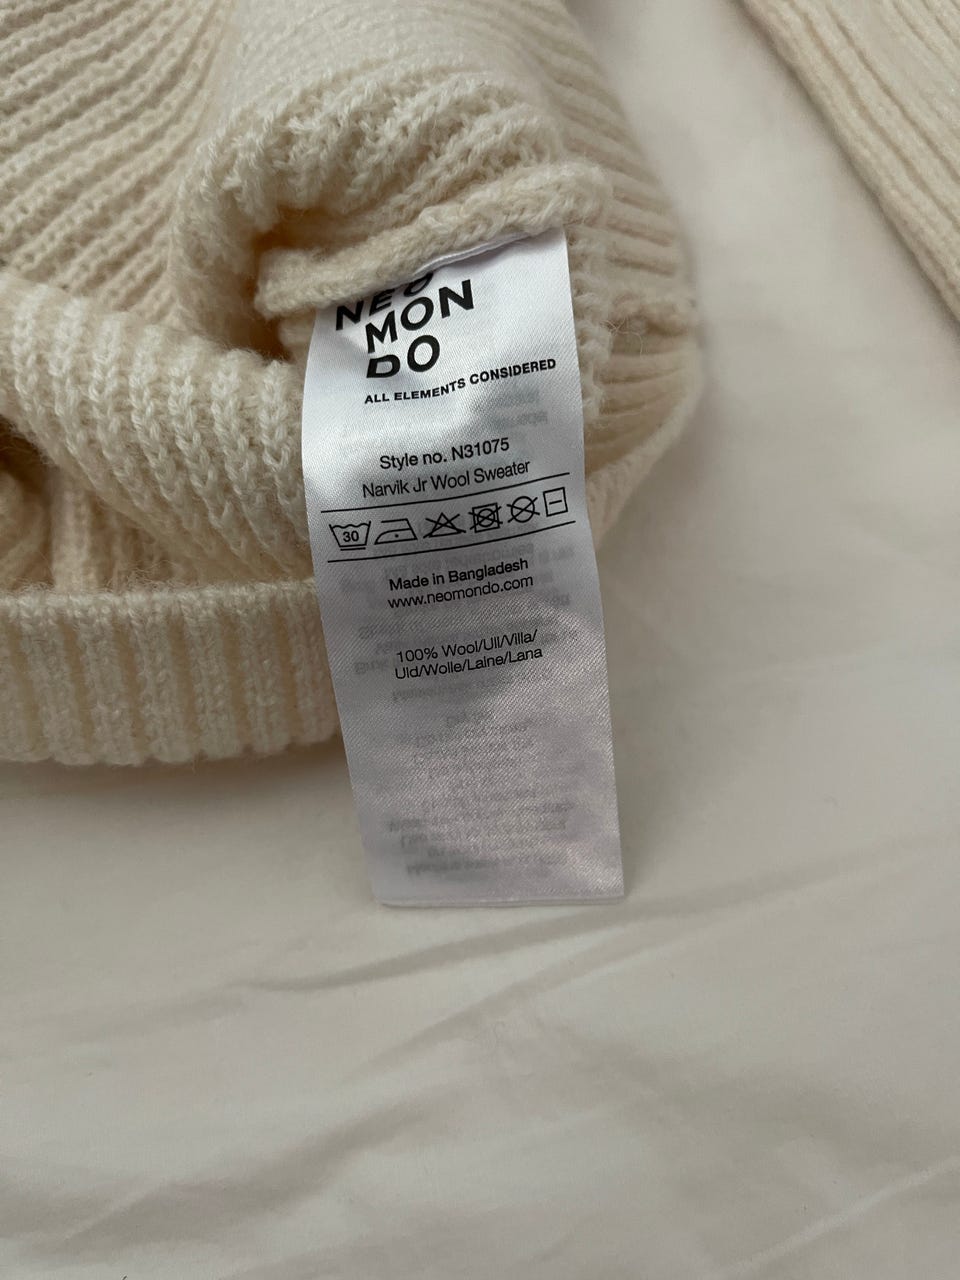 NEO
MON
DO
ALL ELEMENTS CONSIDERED
Style no. N31075
Narvik Jr Wool Sweater
30
Made in Bangladesh
www.neomondo.com
100% Wool/Ull/Villa/
Uld/Wolle/Laine/Lana